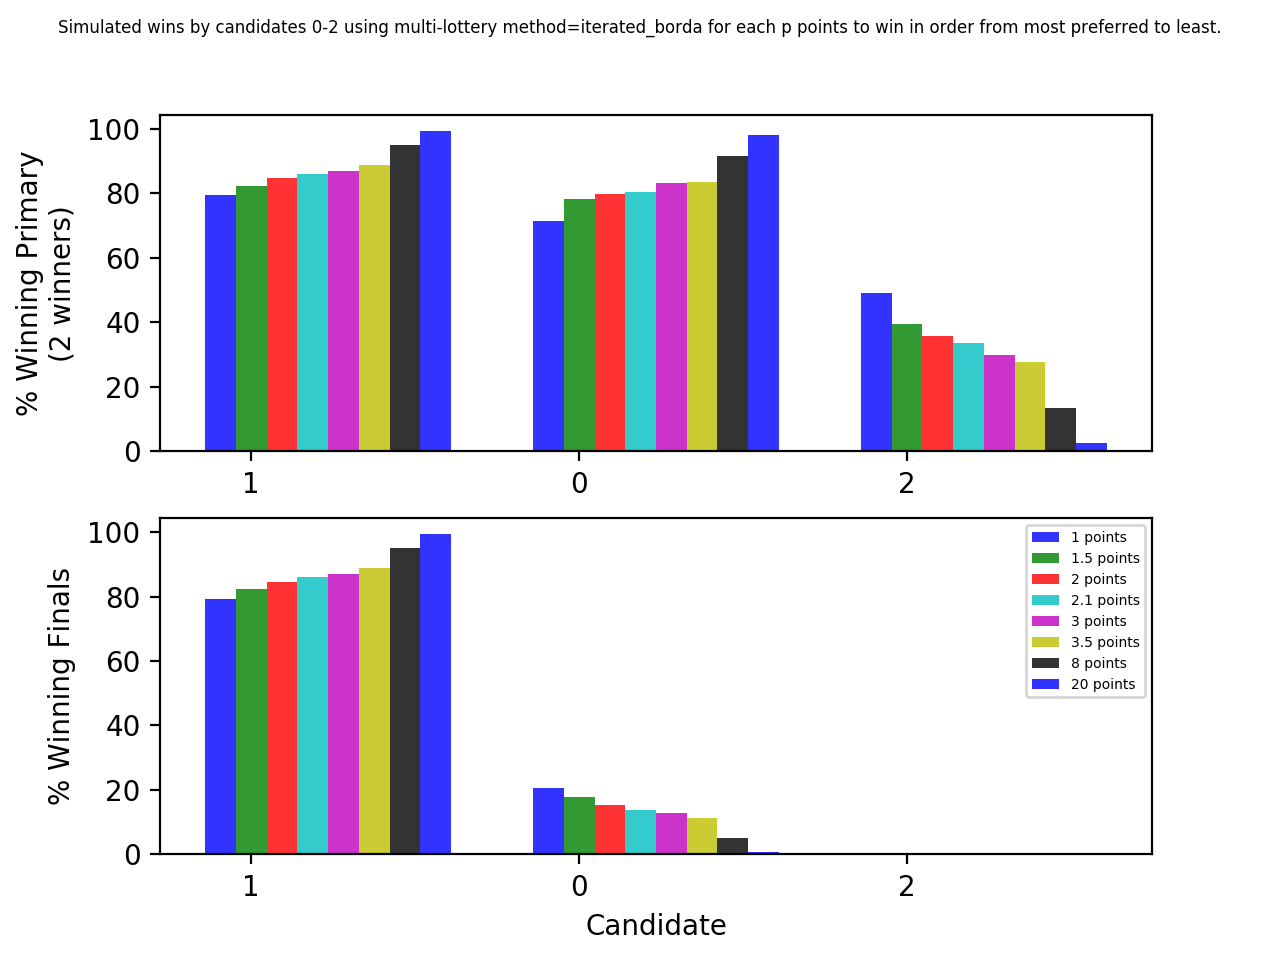 Simulated wins by candidates 0-2 using multi-lottery method=iterated_borda for each p points to win in order from most preferred to least.
% Winning Primary
(2 winners)
100
80
60
40
20
0
1
0
2
% Winning Finals
100
80
60
40
20
0
1 points
1.5 points
2 points
2.1 points
3 points
3.5 points
8 points
20 points
1
0
2
Candidate